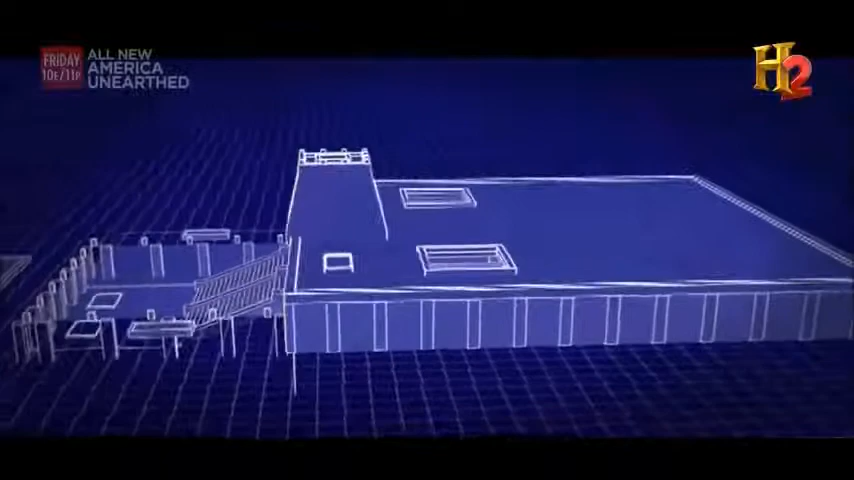 FRIDAY
10E/11P
ALL NEW
AMERICA
UNEARTHED
H2